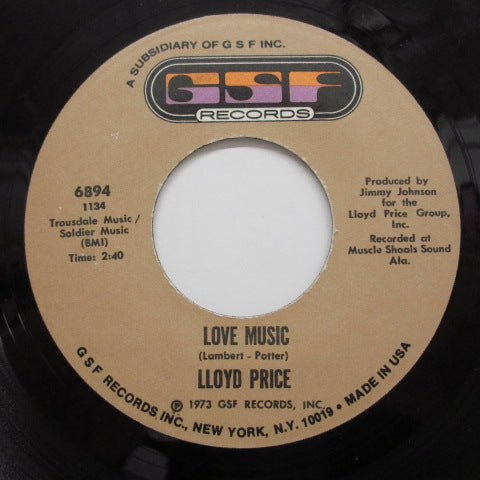 A SUBSIDIARY OF G S F INC.
GSF
RECORDS
6894
1134
Trousdale Music/
Soldier Music
(BMI)
Time: 2:40
Produced by
Jimmy Johnson
for the
Lloyd Price Group,
Inc.
Recorded at
Muscle Shoals Sound
Ala.
LOVE MUSIC
(Lambert - Potter)
LLOYD PRICE
℗ 1973 GSF RECORDS, INC.
G S F RECORDS INC., NEW YORK, N.Y. 10019 • MADE IN USA